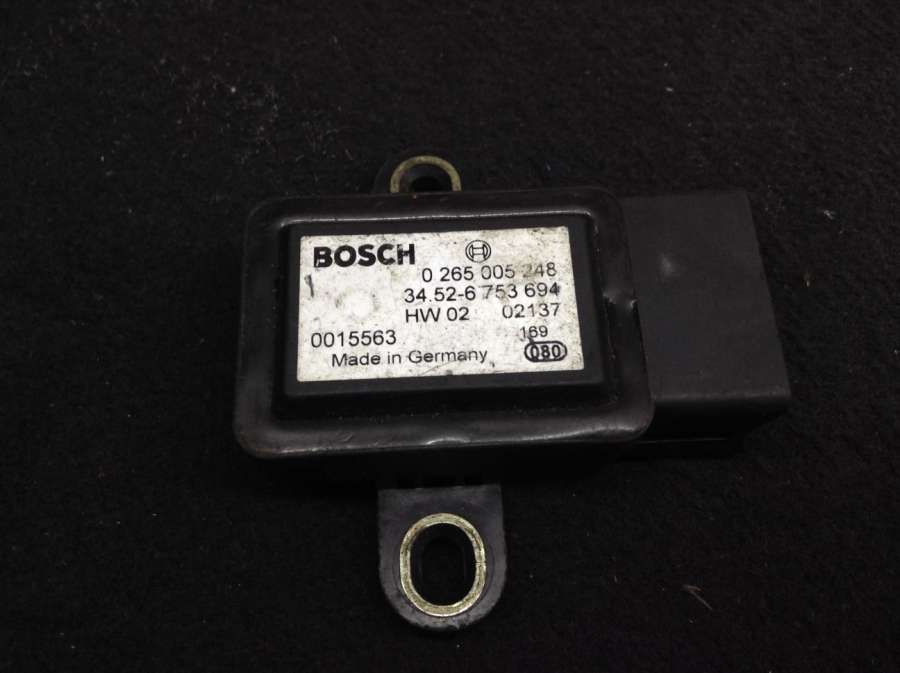 BOSCH
0 265 005 248
34.52-6 753 694
HW 02 02137
0015563 169
Made in Germany 080